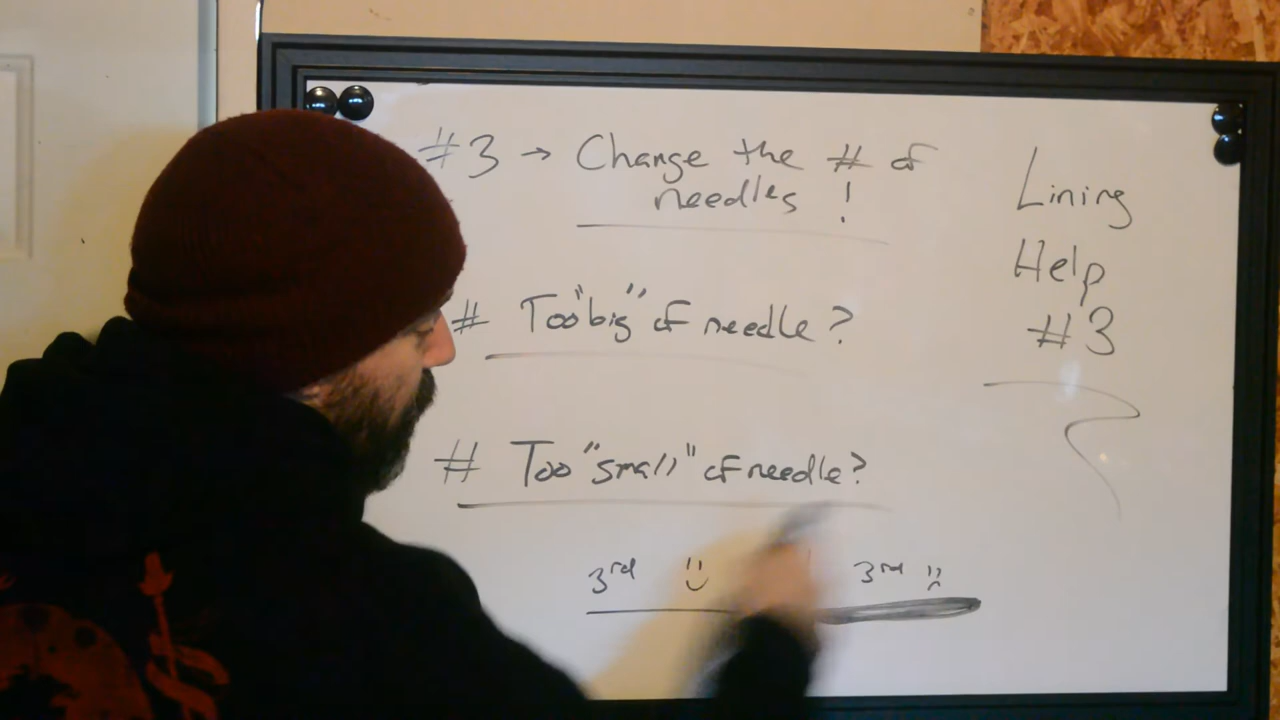 #3 → Change the # of
needles !
# Too "big" of needle?
# Too "small" of needle?
3rd
3rd
Lining
Help
#3